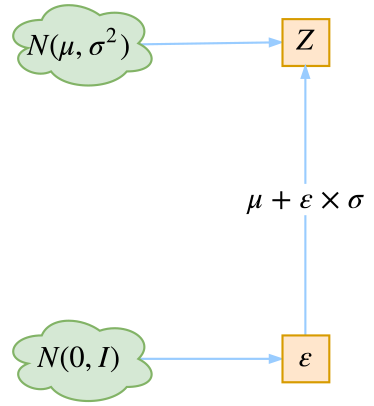 N(μ, σ²)
Z
μ + ε × σ
N(0, I)
ε